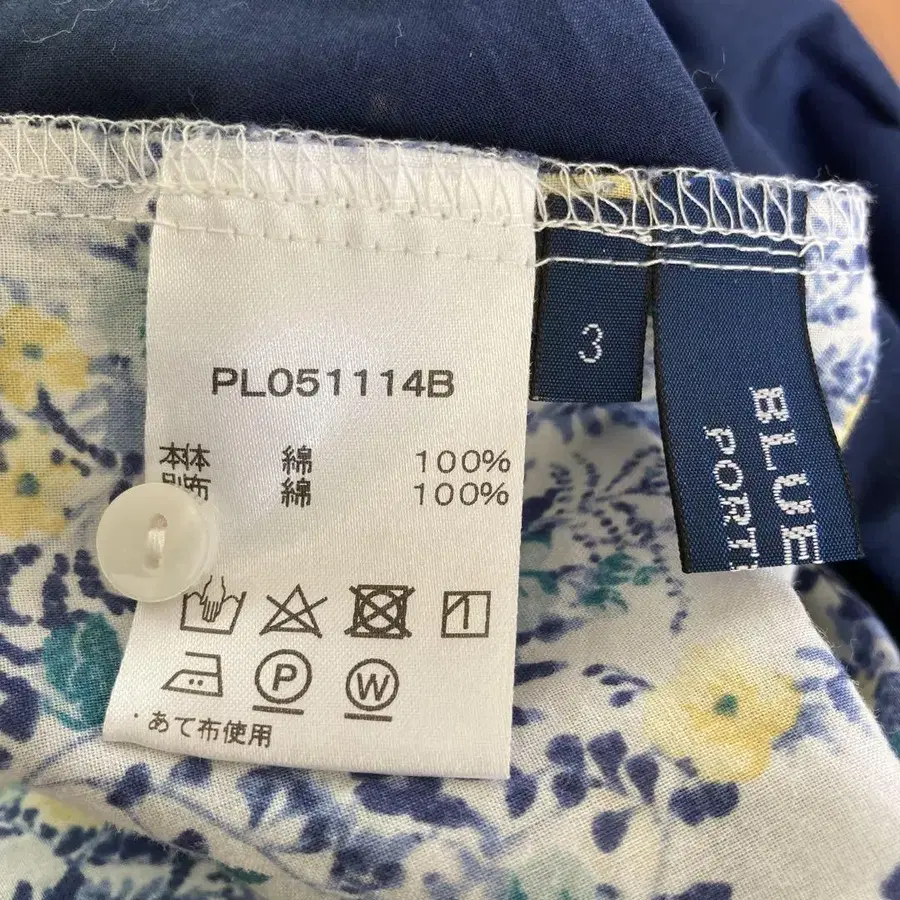 PL051114B
本体 綿 100%
別布 綿 100%
・あて布使用
3
BLUE
PORT